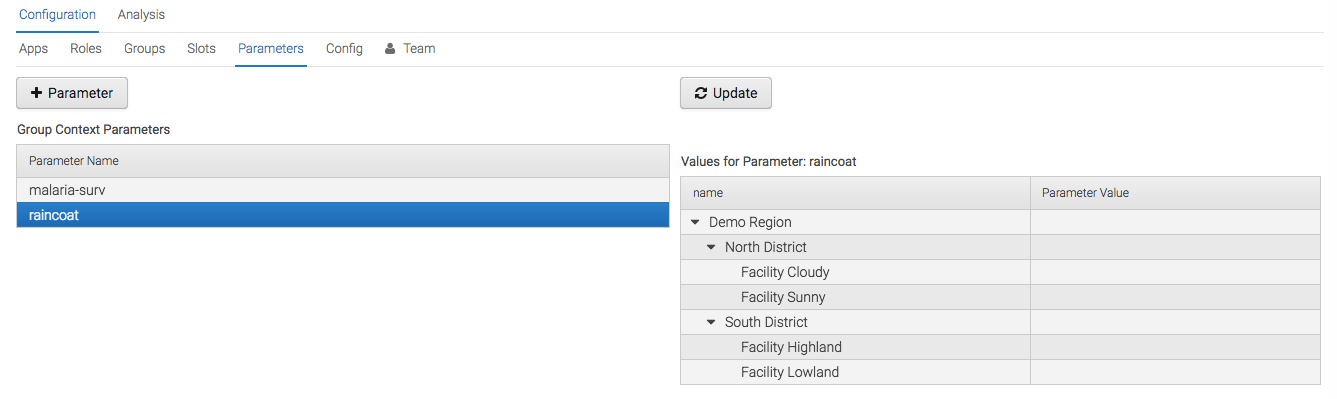 Configuration Analysis
Apps Roles Groups Slots Parameters Config Team
Parameter
Update
Group Context Parameters
Parameter Name
malaria-surv
raincoat
Values for Parameter: raincoat
name Parameter Value
Demo Region
North District
Facility Cloudy
Facility Sunny
South District
Facility Highland
Facility Lowland